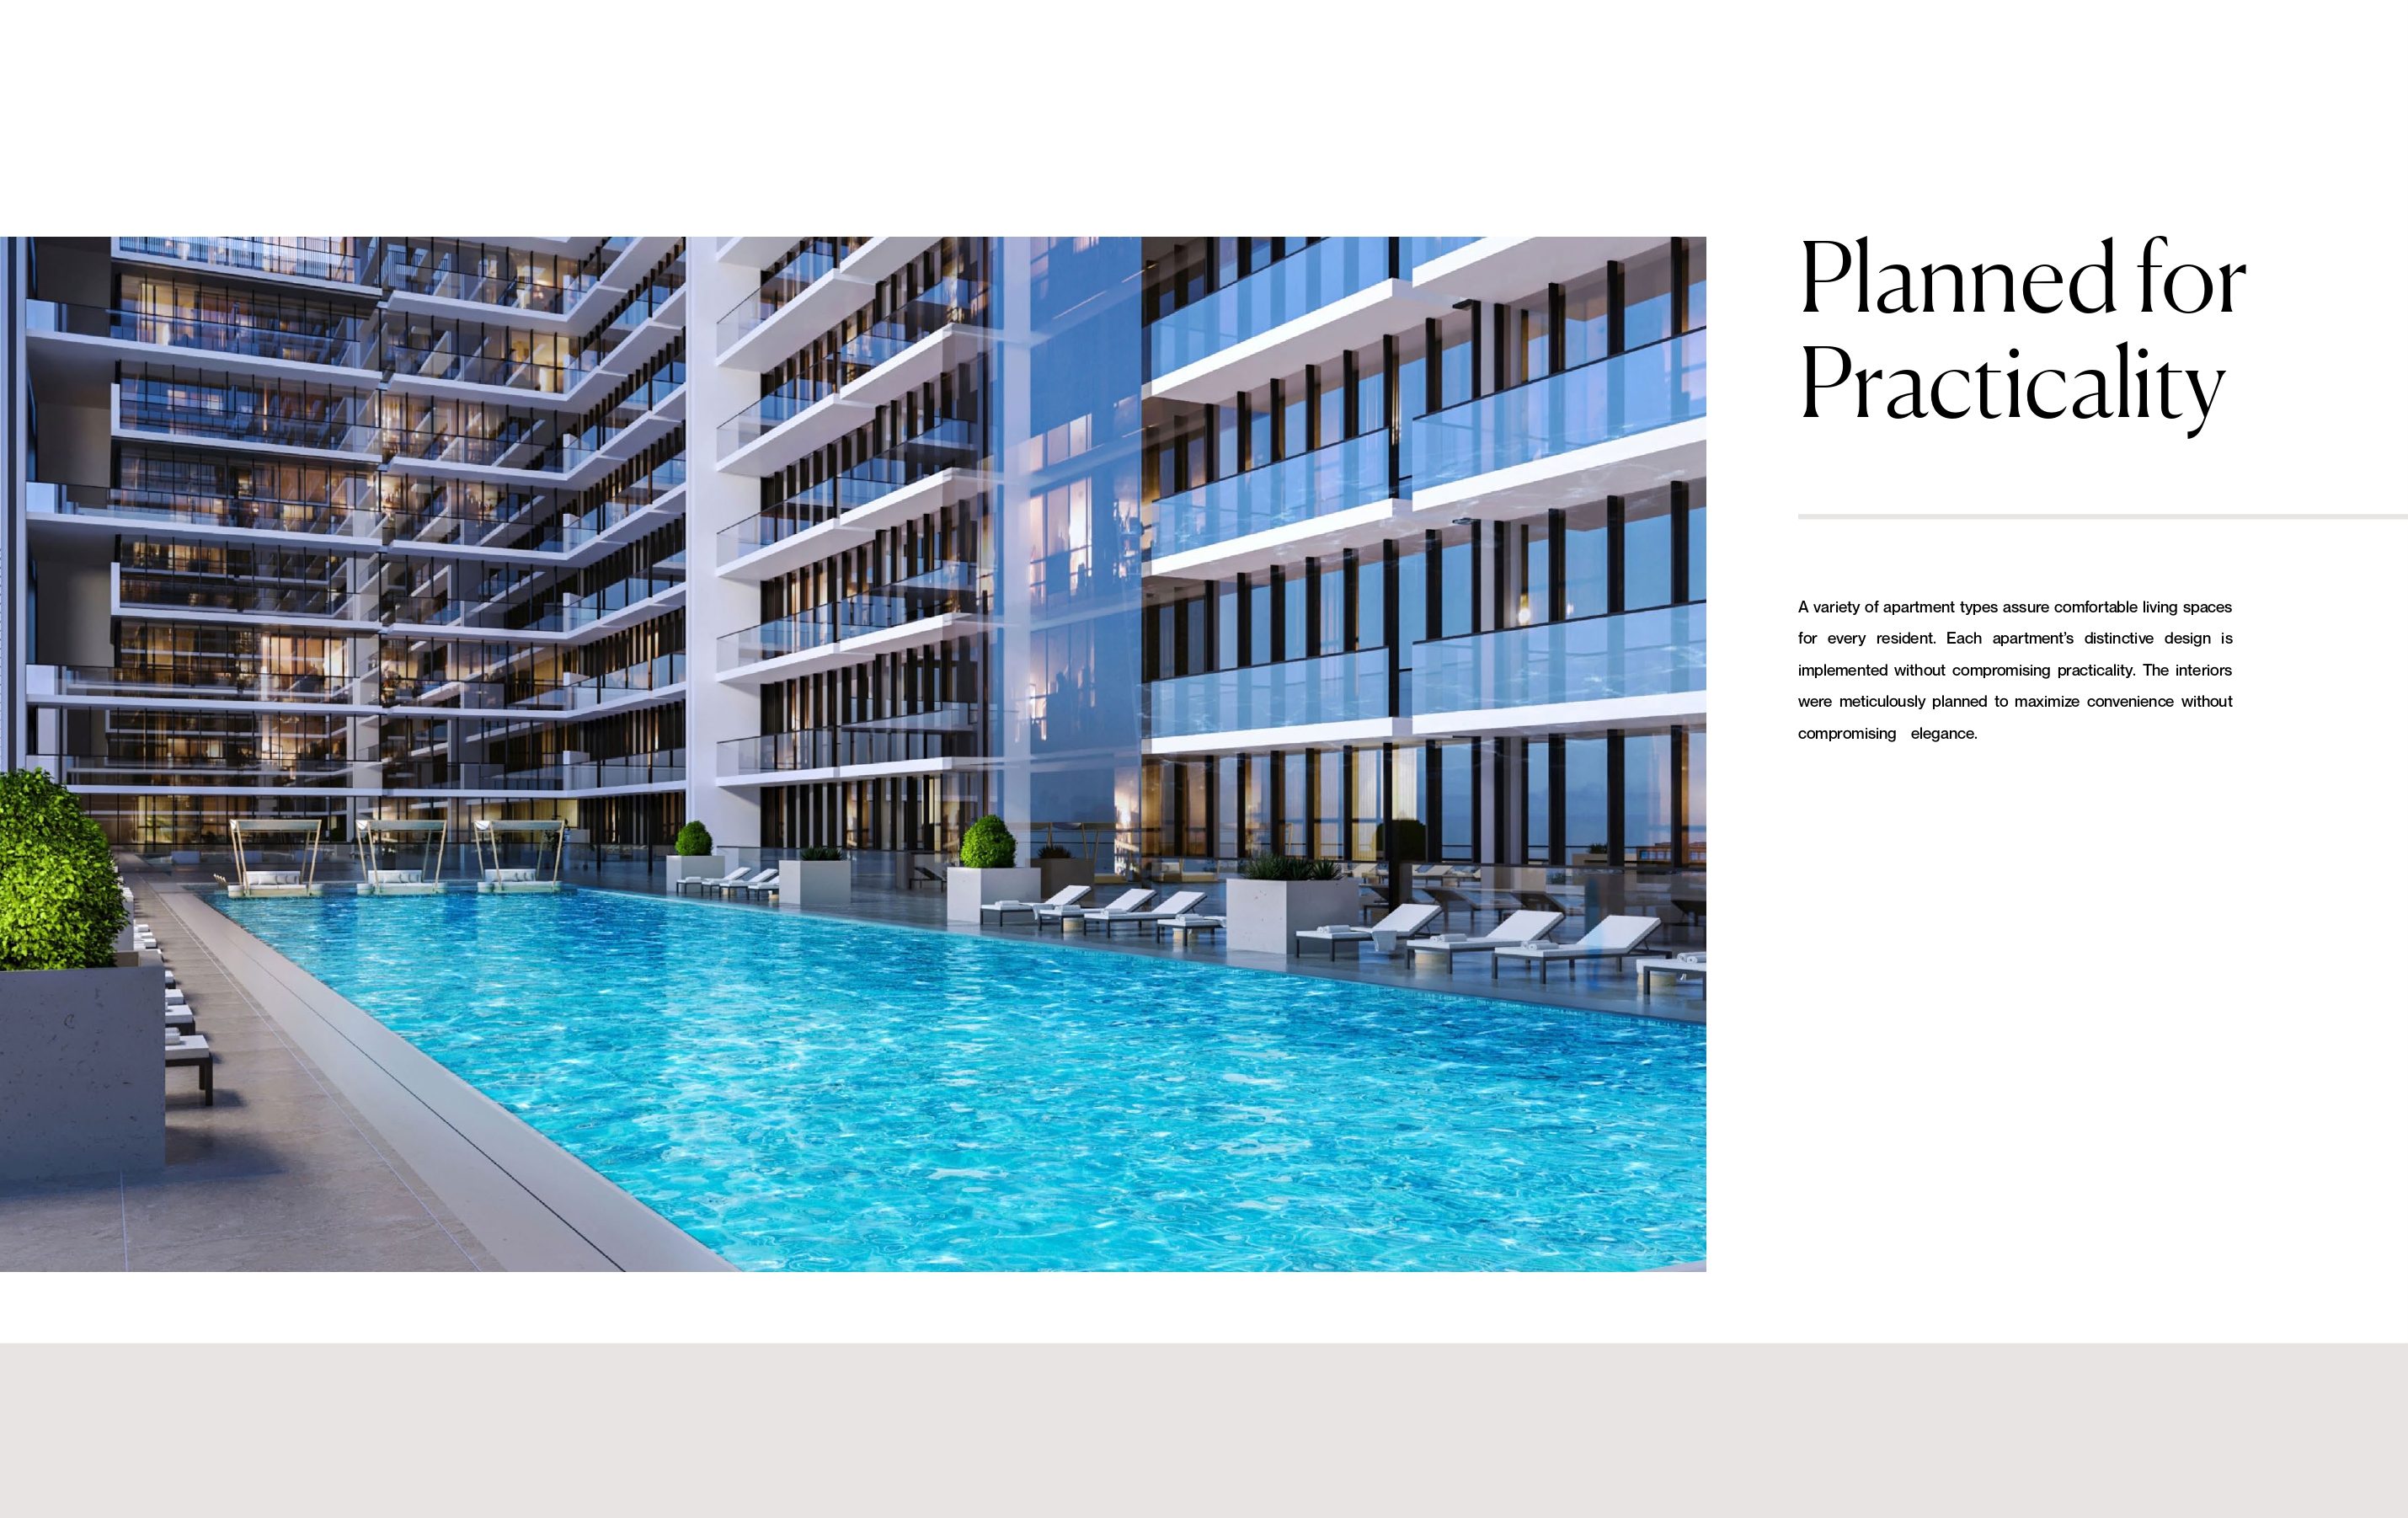 Planned for
Practicality
A variety of apartment types assure comfortable living spaces
for every resident. Each apartment’s distinctive design is
implemented without compromising practicality. The interiors
were meticulously planned to maximize convenience without
compromising elegance.